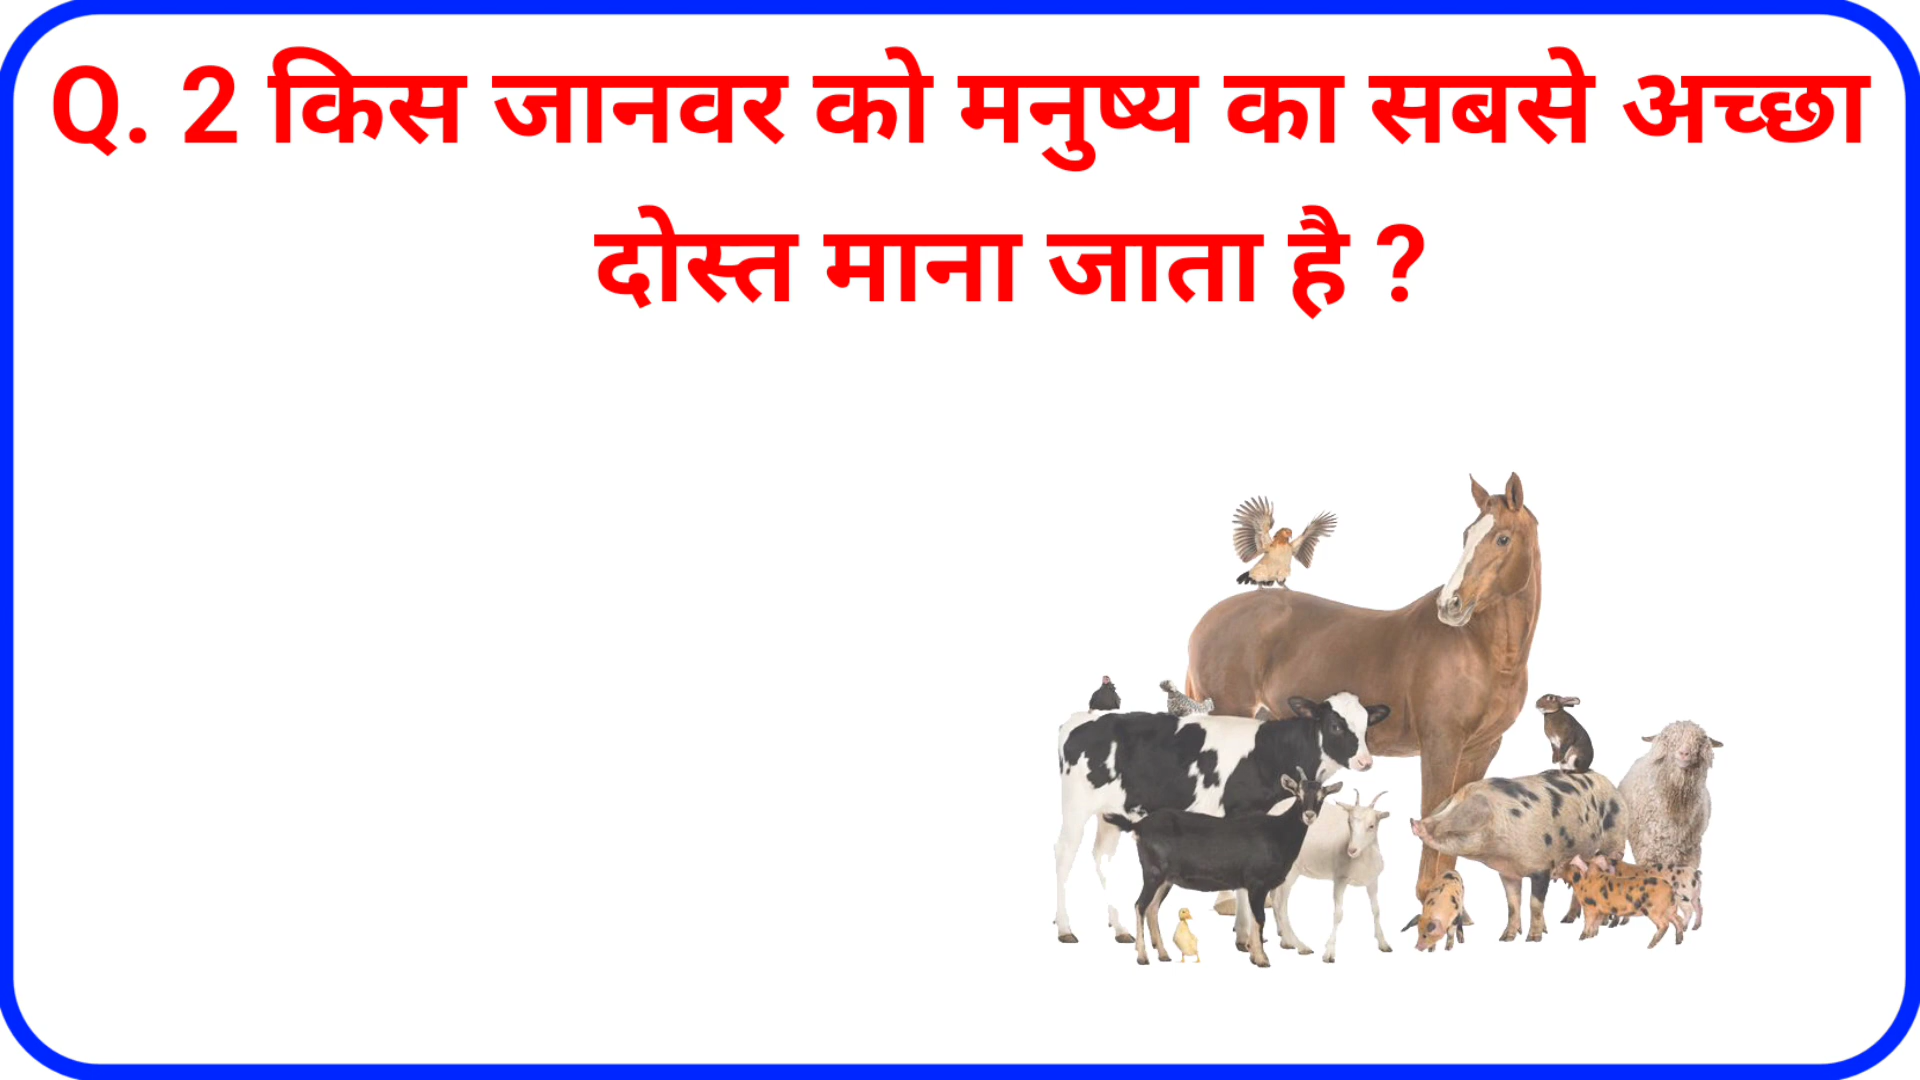 Q. 2 किस जानवर को मनुष्य का सबसे अच्छा
दोस्त माना जाता है ?